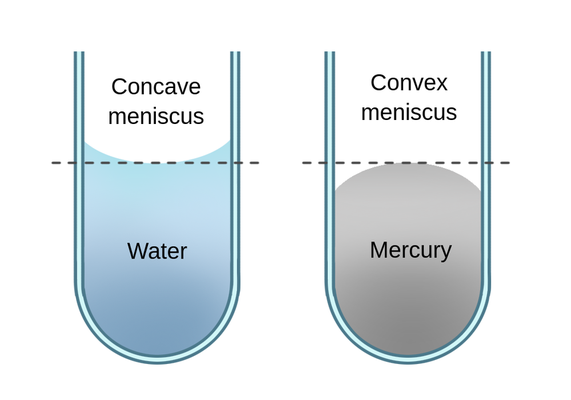 Concave
meniscus
Water
Convex
meniscus
Mercury